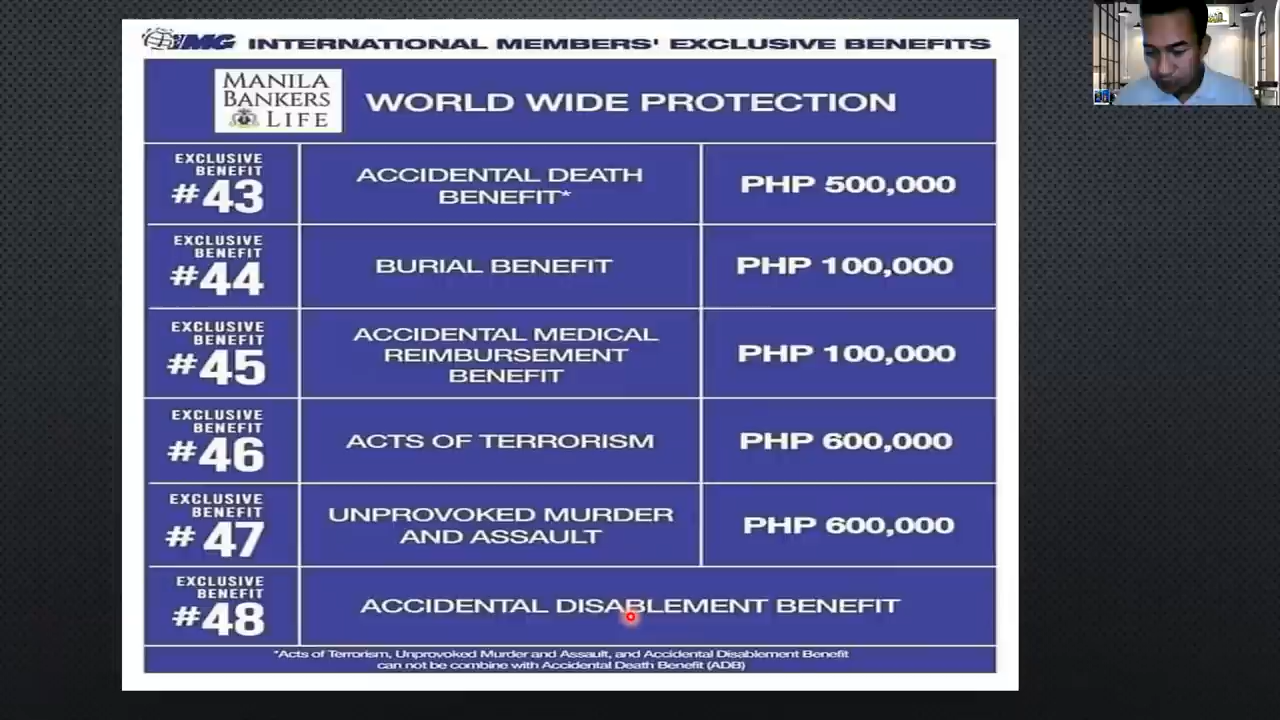 IMG INTERNATIONAL MEMBERS' EXCLUSIVE BENEFITS
MANILA
BANKERS
LIFE
WORLD WIDE PROTECTION
EXCLUSIVE
BENEFIT
#43
ACCIDENTAL DEATH
BENEFIT*
PHP 500,000
EXCLUSIVE
BENEFIT
#44
BURIAL BENEFIT
PHP 100,000
EXCLUSIVE
BENEFIT
#45
ACCIDENTAL MEDICAL
REIMBURSEMENT
BENEFIT
PHP 100,000
EXCLUSIVE
BENEFIT
#46
ACTS OF TERRORISM
PHP 600,000
EXCLUSIVE
BENEFIT
#47
UNPROVOKED MURDER
AND ASSAULT
PHP 600,000
EXCLUSIVE
BENEFIT
#48
ACCIDENTAL DISABLEMENT BENEFIT
*Acts of Terrorism, Unprovoked Murder and Assault, and Accidental Disablement Benefit
can not be combine with Accidental Death Benefit (ADB)